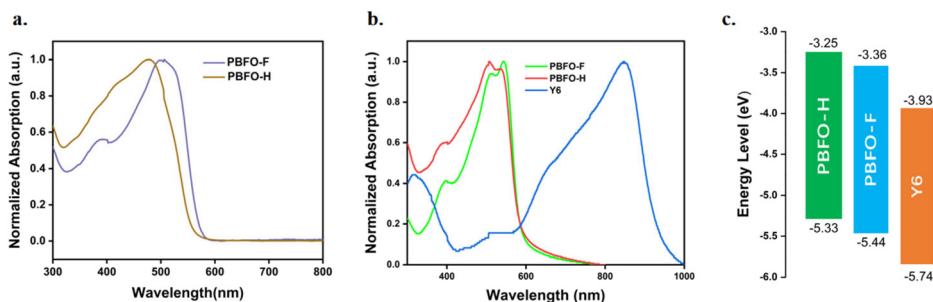 a.
Normalized Absorption (a.u.)
1.0
0.8
0.6
0.4
0.2
0.0
PBFO-F
PBFO-H
300 400 500 600 700 800
Wavelength(nm)
b.
Normalized Absorption (a.u.)
1.0
0.8
0.6
0.4
0.2
0.0
PBFO-F
PBFO-H
Y6
400 600 800 1000
Wavelength (nm)
c.
Energy Level (eV)
-3.0
-3.5
-4.0
-4.5
-5.0
-5.5
-6.0
-3.25
PBFO-H
-5.33
-3.36
PBFO-F
-5.44
-3.93
Y6
-5.74